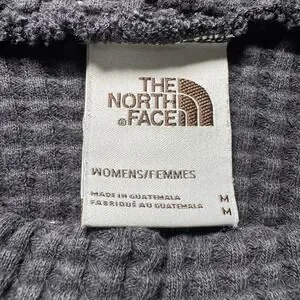 THE
NORTH
®FACE
WOMENS/FEMMES
MADE IN GUATEMALA M
FABRIQUÉ AU GUATEMALA M